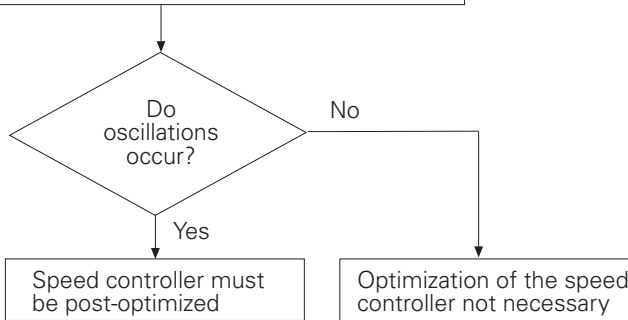 Do
oscillations
occur?
No
Yes
Speed controller must
be post-optimized
Optimization of the speed
controller not necessary